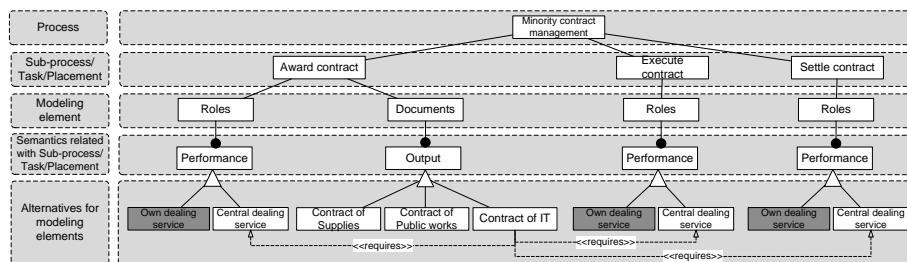 Process
Minority contract
management
Sub-process/
Task/Placement
Award contract
Execute
contract
Settle contract
Modeling
element
Roles
Documents
Roles
Roles
Semantics related
with Sub-process/
Task/Placement
Performance
Output
Performance
Performance
Alternatives for
modeling
elements
Own dealing
service
Central dealing
service
Contract of
Supplies
Contract of
Public works
Contract of IT
Own dealing
service
Central dealing
service
Own dealing
service
Central dealing
service
<<requires>>
<<requires>>
<<requires>>